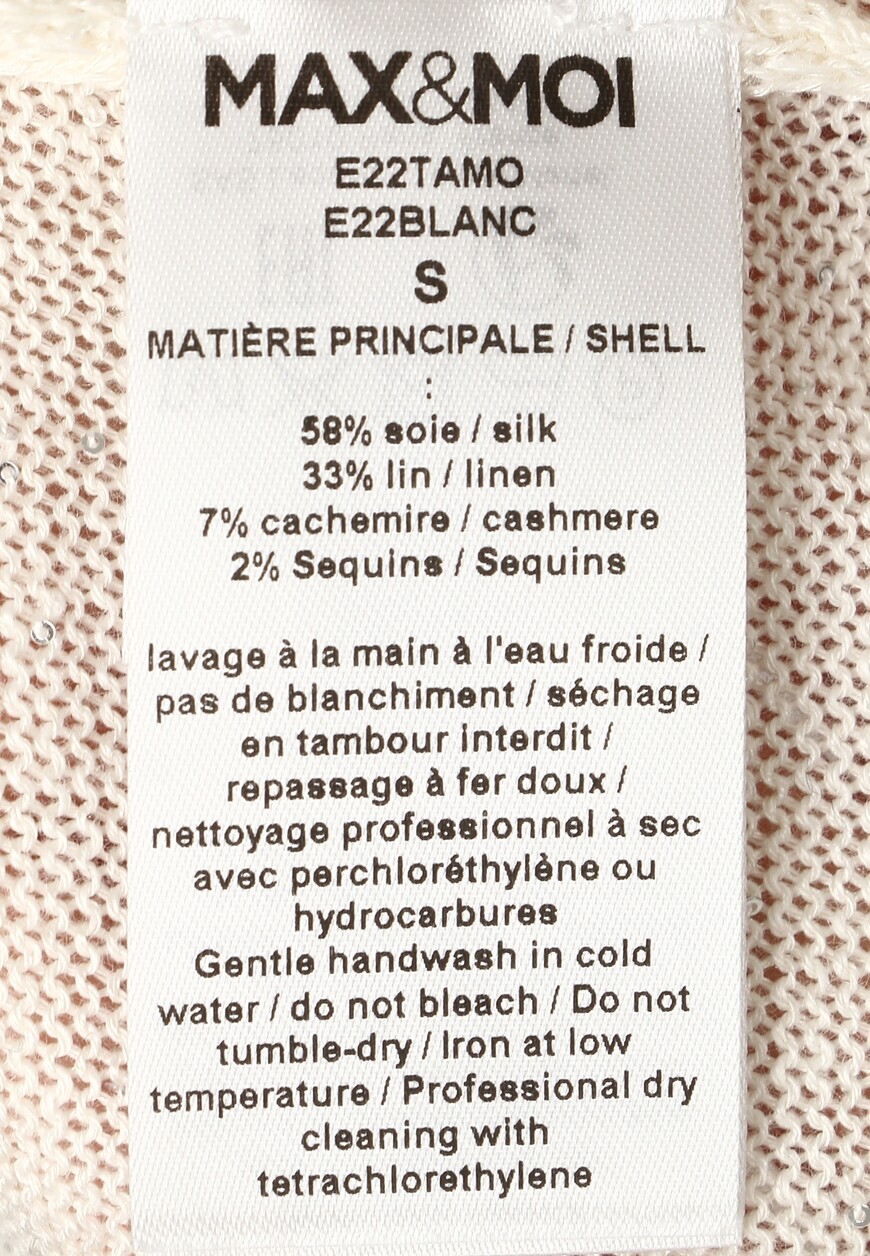 MAX&MOI
E22TAMO
E22BLANC
S
MATIÈRE PRINCIPALE / SHELL
:
58% soie / silk
33% lin / linen
7% cachemire / cashmere
2% Sequins / Sequins
lavage à la main à l'eau froide /
pas de blanchiment / séchage
en tambour interdit /
repassage à fer doux /
nettoyage professionnel à sec
avec perchloréthylène ou
hydrocarbures
Gentle handwash in cold
water / do not bleach / Do not
tumble-dry / Iron at low
temperature / Professional dry
cleaning with
tetrachlorethylene